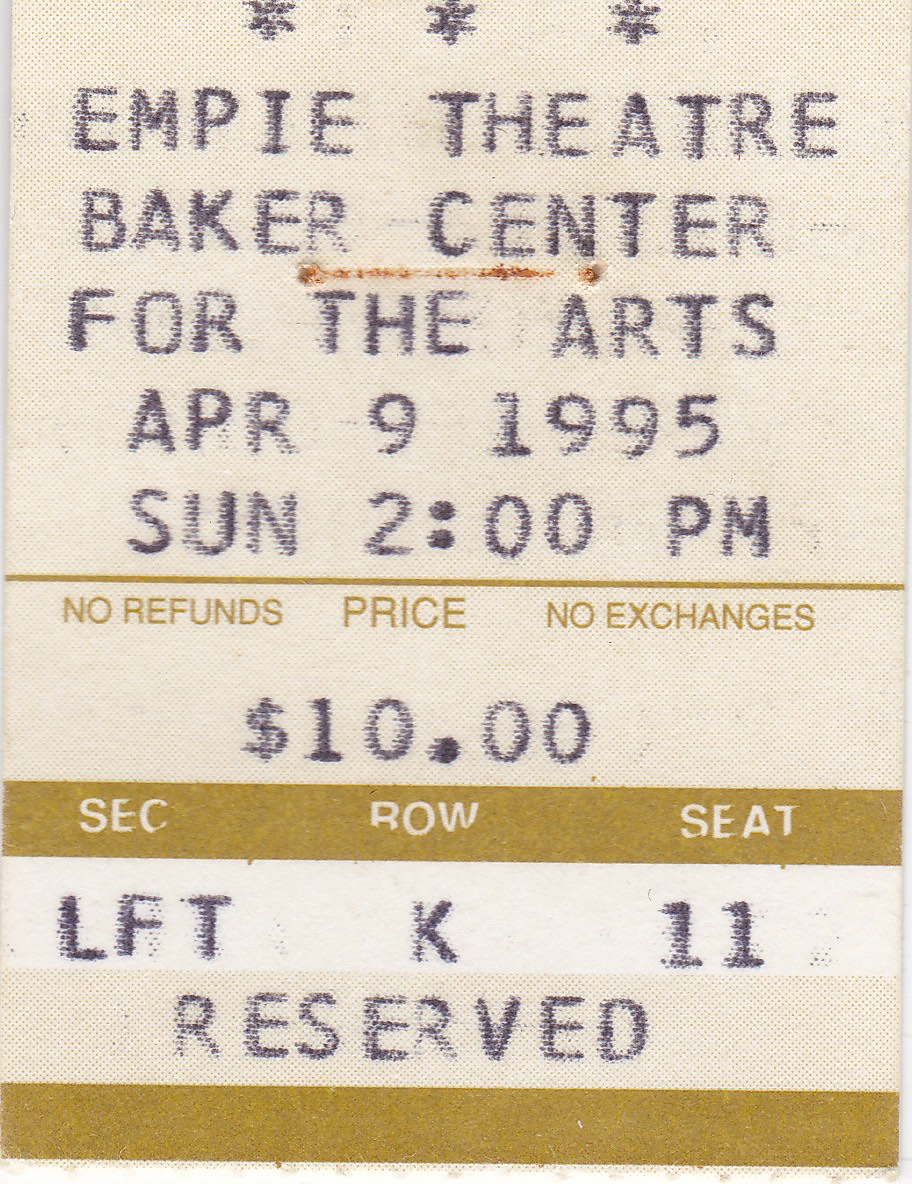 * * *
EMPIE THEATRE
BAKER CENTER
FOR THE ARTS
APR 9 1995
SUN 2:00 PM
NO REFUNDS PRICE NO EXCHANGES
$10.00
SEC ROW SEAT
LFT K 11
RESERVED